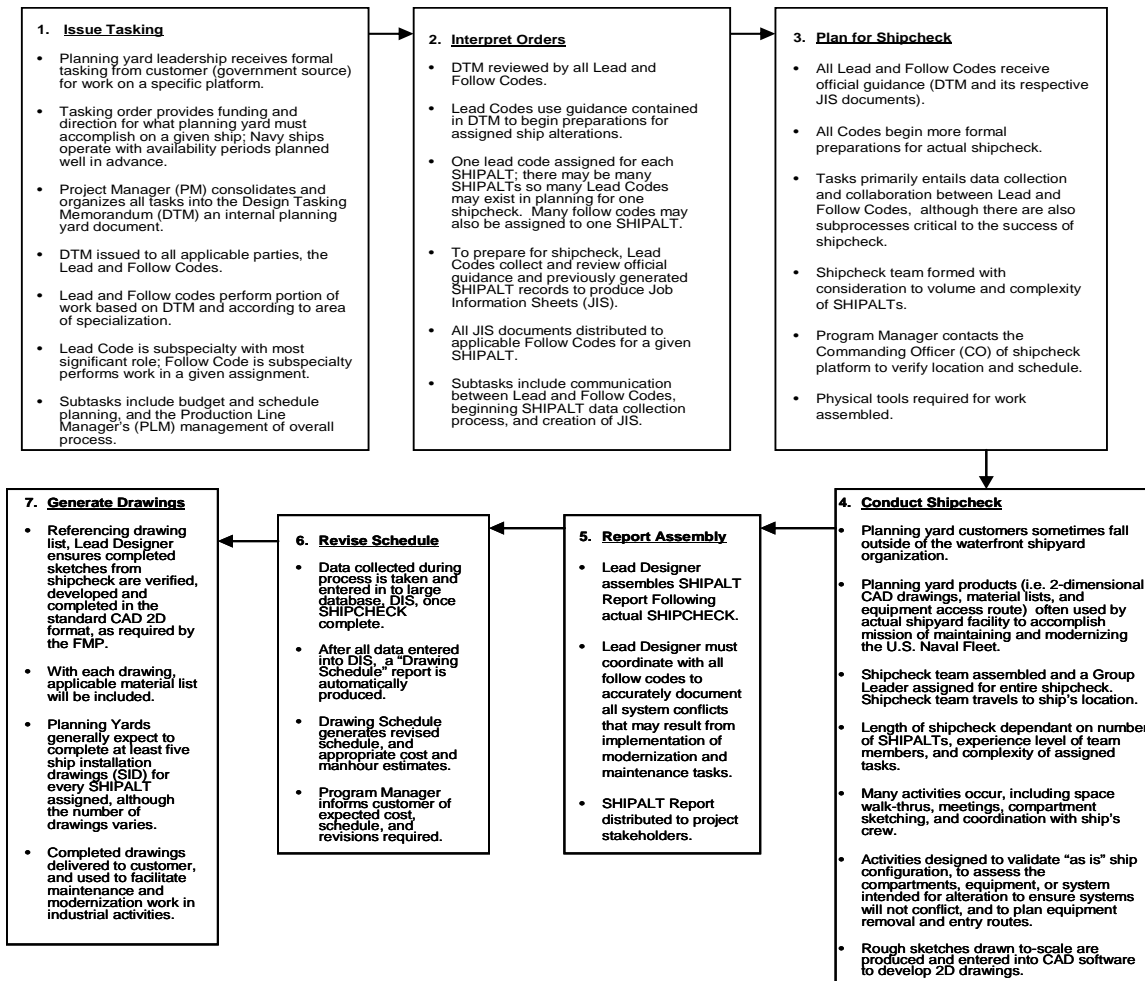 1. Issue Tasking
• Planning yard leadership receives formal
tasking from customer (government source)
for work on a specific platform.
• Tasking order provides funding and
direction for what planning yard must
accomplish on a given ship; Navy ships
operate with availability periods planned
well in advance.
• Project Manager (PM) consolidates and
organizes all tasks into the Design Tasking
Memorandum (DTM) an internal planning
yard document.
• DTM issued to all applicable parties, the
Lead and Follow Codes.
• Lead and Follow codes perform portion of
work based on DTM and according to area
of specialization.
• Lead Code is subspecialty with most
significant role; Follow Code is subspecialty
performs work in a given assignment.
• Subtasks include budget and schedule
planning, and the Production Line
Manager's (PLM) management of overall
process.
2. Interpret Orders
• DTM reviewed by all Lead and
Follow Codes.
• Lead Codes use guidance contained
in DTM to begin preparations for
assigned ship alterations.
• One lead code assigned for each
SHIPALT; there may be many
SHIPALTs so many Lead Codes
may exist in planning for one
shipcheck. Many follow codes may
also be assigned to one SHIPALT.
• To prepare for shipcheck, Lead
Codes collect and review official
guidance and previously generated
SHIPALT records to produce Job
Information Sheets (JIS).
• All JIS documents distributed to
applicable Follow Codes for a given
SHIPALT.
• Subtasks include communication
between Lead and Follow Codes,
beginning SHIPALT data collection
process, and creation of JIS.
3. Plan for Shipcheck
• All Lead and Follow Codes receive
official guidance (DTM and its respective
JIS documents).
• All Codes begin more formal
preparations for actual shipcheck.
• Tasks primarily entails data collection
and collaboration between Lead and
Follow Codes, although there are also
subprocesses critical to the success of
shipcheck.
• Shipcheck team formed with
consideration to volume and complexity
of SHIPALTs.
• Program Manager contacts the
Commanding Officer (CO) of shipcheck
platform to verify location and schedule.
• Physical tools required for work
assembled.
4. Conduct Shipcheck
• Planning yard customers sometimes fall
outside of the waterfront shipyard
organization.
• Planning yard products (i.e. 2-dimensional
CAD drawings, material lists, and
equipment access route) often used by
actual shipyard facility to accomplish
mission of maintaining and modernizing
the U.S. Naval Fleet.
• Shipcheck team assembled and a Group
Leader assigned for entire shipcheck.
Shipcheck team travels to ship's location.
• Length of shipcheck dependant on number
of SHIPALTs, experience level of team
members, and complexity of assigned
tasks.
• Many activities occur, including space
walk-thrus, meetings, compartment
sketching, and coordination with ship's
crew.
• Activities designed to validate "as is" ship
configuration, to assess the
compartments, equipment, or system
intended for alteration to ensure systems
will not conflict, and to plan equipment
removal and entry routes.
• Rough sketches drawn to-scale are
produced and entered into CAD software
to develop 2D drawings.
5. Report Assembly
• Lead Designer
assembles SHIPALT
Report Following
actual SHIPCHECK.
• Lead Designer must
coordinate with all
follow codes to
accurately document
all system conflicts
that may result from
implementation of
modernization and
maintenance tasks.
• SHIPALT Report
distributed to project
stakeholders.
6. Revise Schedule
• Data collected during
process is taken and
entered in to large
database, DIS, once
SHIPCHECK
complete.
• After all data entered
into DIS, a "Drawing
Schedule" report is
automatically
produced.
• Drawing Schedule
generates revised
schedule, and
appropriate cost and
manhour estimates.
• Program Manager
informs customer of
expected cost,
schedule, and
revisions required.
7. Generate Drawings
• Referencing drawing
list, Lead Designer
ensures completed
sketches from
shipcheck are verified,
developed and
completed in the
standard CAD 2D
format, as required by
the FMP.
• With each drawing,
applicable material list
will be included.
• Planning Yards
generally expect to
complete at least five
ship installation
drawings (SID) for
every SHIPALT
assigned, although
the number of
drawings varies.
• Completed drawings
delivered to customer,
and used to facilitate
maintenance and
modernization work in
industrial activities.